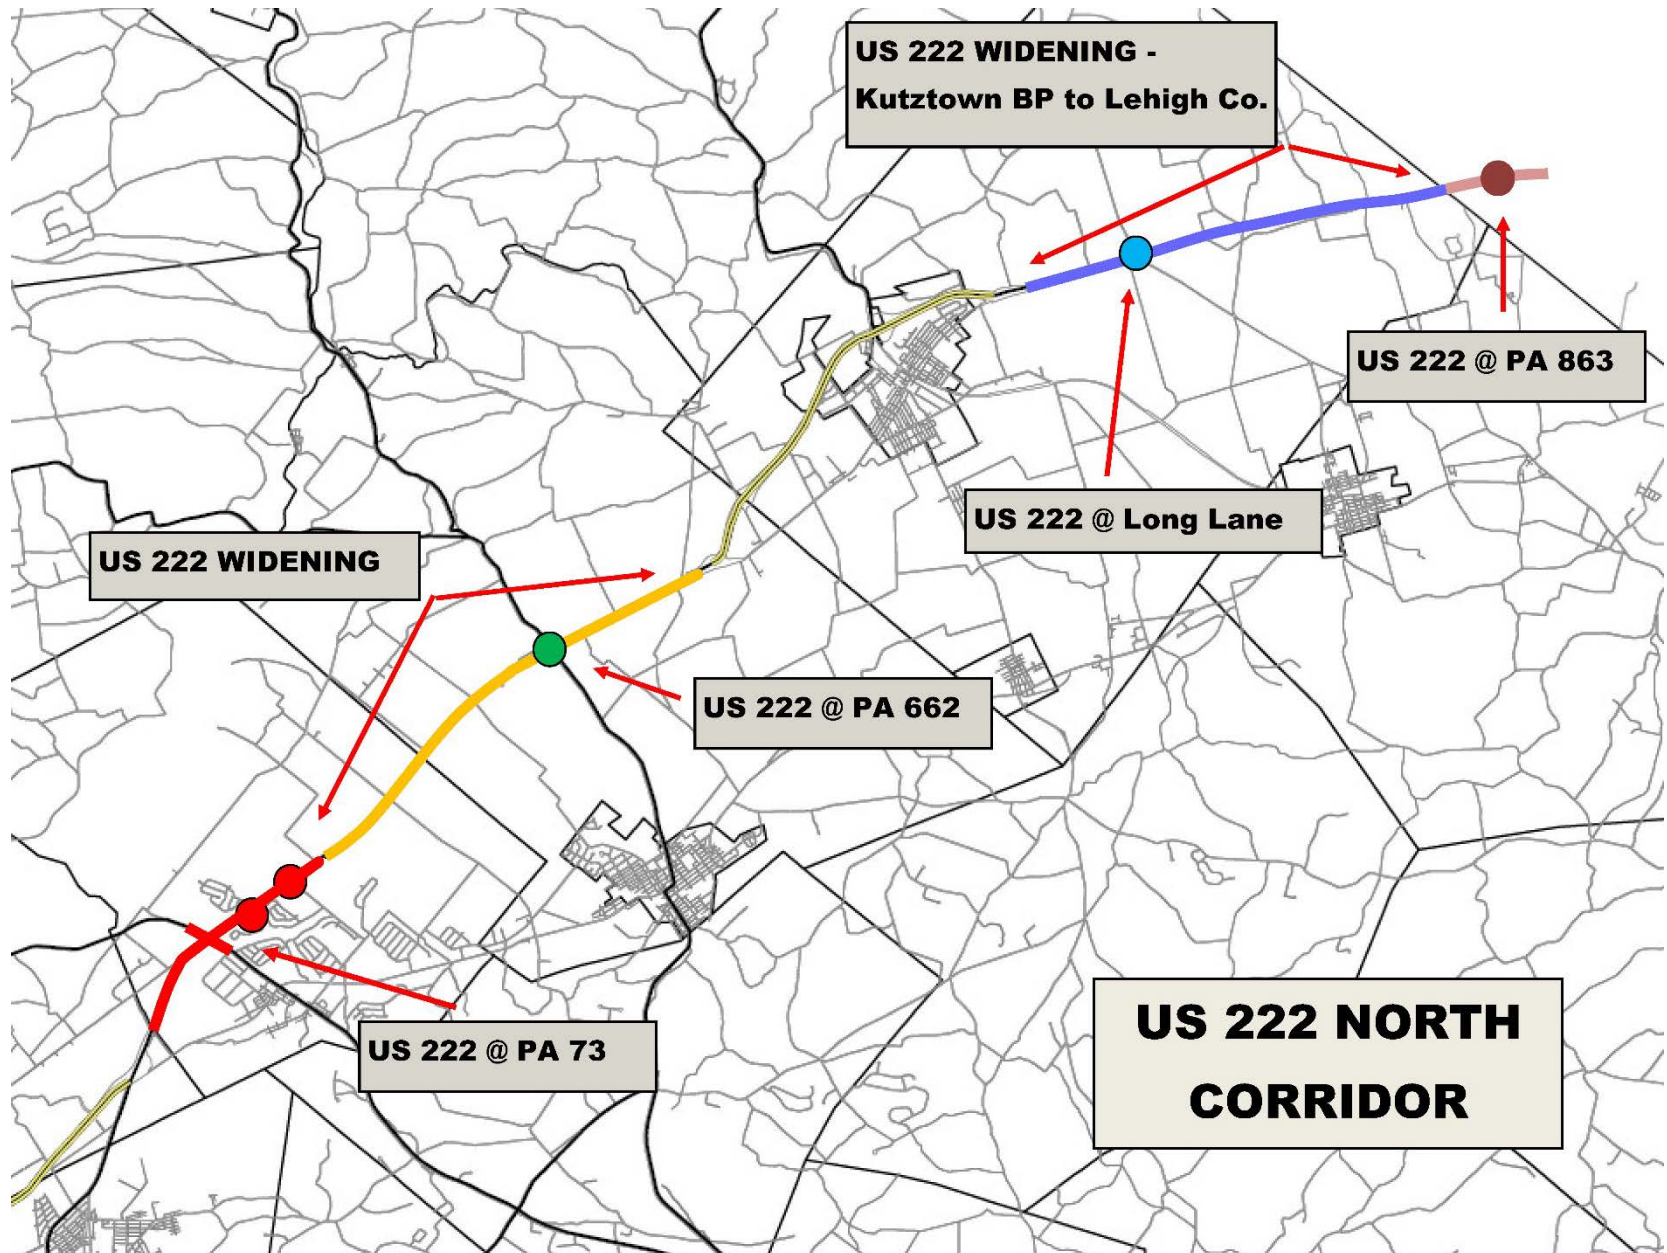 US 222 WIDENING -
Kutztown BP to Lehigh Co.
US 222 @ PA 863
US 222 @ Long Lane
US 222 WIDENING
US 222 @ PA 662
US 222 @ PA 73
US 222 NORTH
CORRIDOR